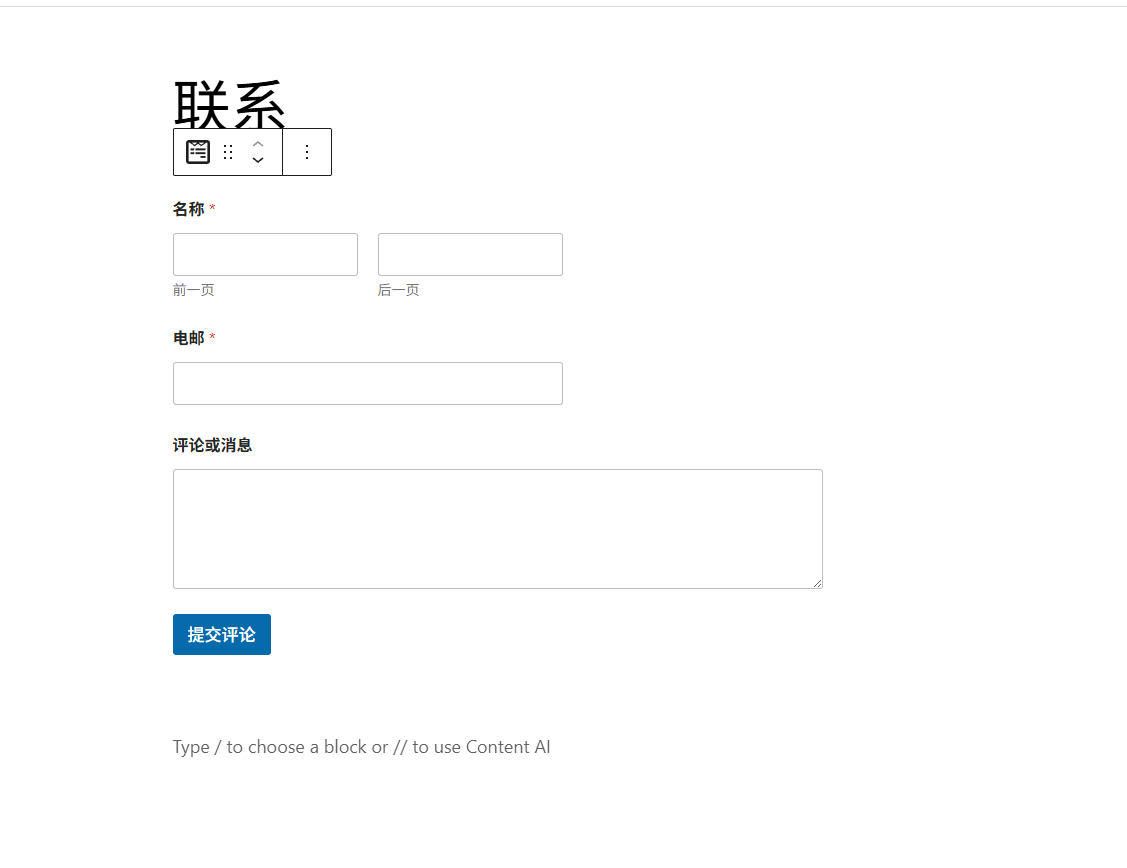 联系
名称 *
前一页 后一页
电邮 *
评论或消息
提交评论
Type / to choose a block or // to use Content AI